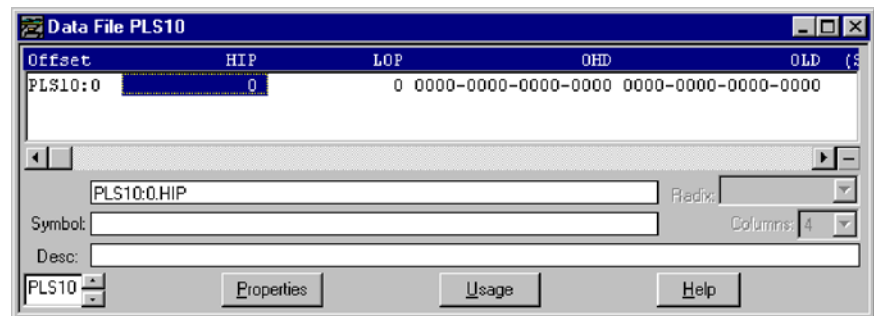 Data File PLS10
Offset HIP LOP OHD OLD (S
PLS10:0 0 0 0000-0000-0000-0000 0000-0000-0000-0000
PLS10:0.HIP Radix:
Symbol: Columns: 4
Desc:
PLS10 Properties Usage Help